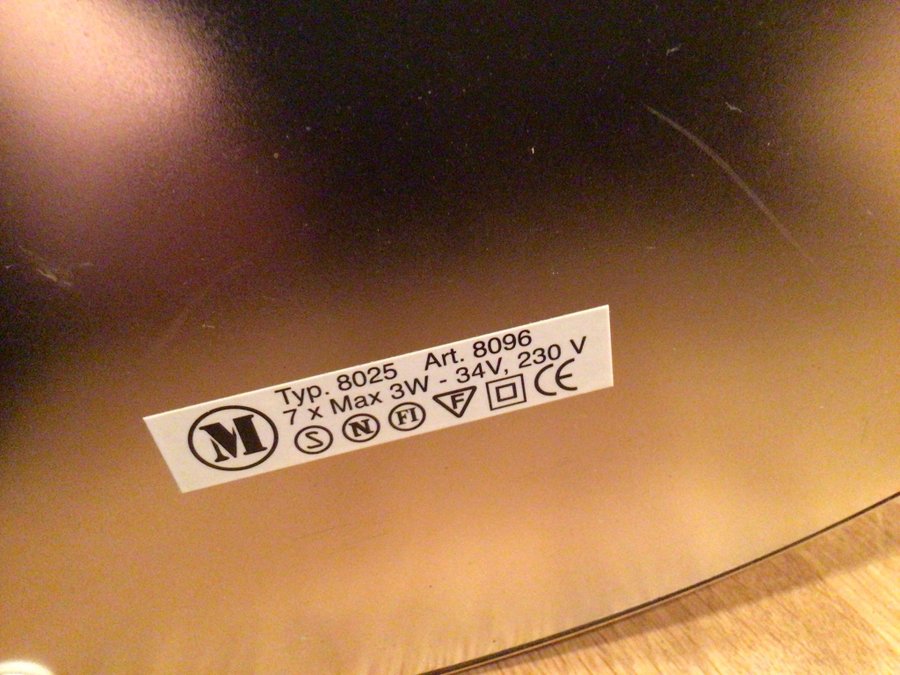 Typ. 8025 Art. 8096
7 x Max 3W - 34V, 230 V
M S N FI F CE